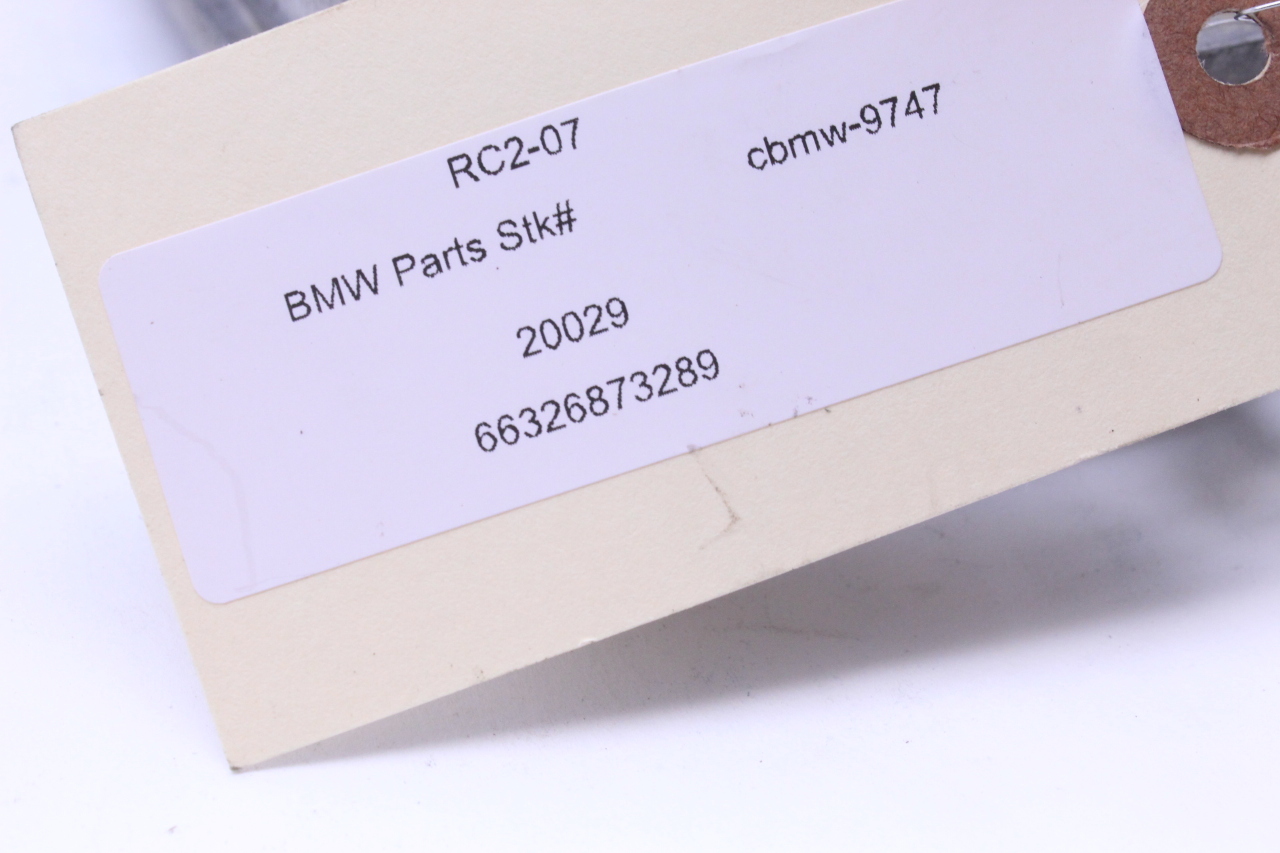 RC2-07
cbmw-9747
BMW Parts Stk#
20029
66326873289